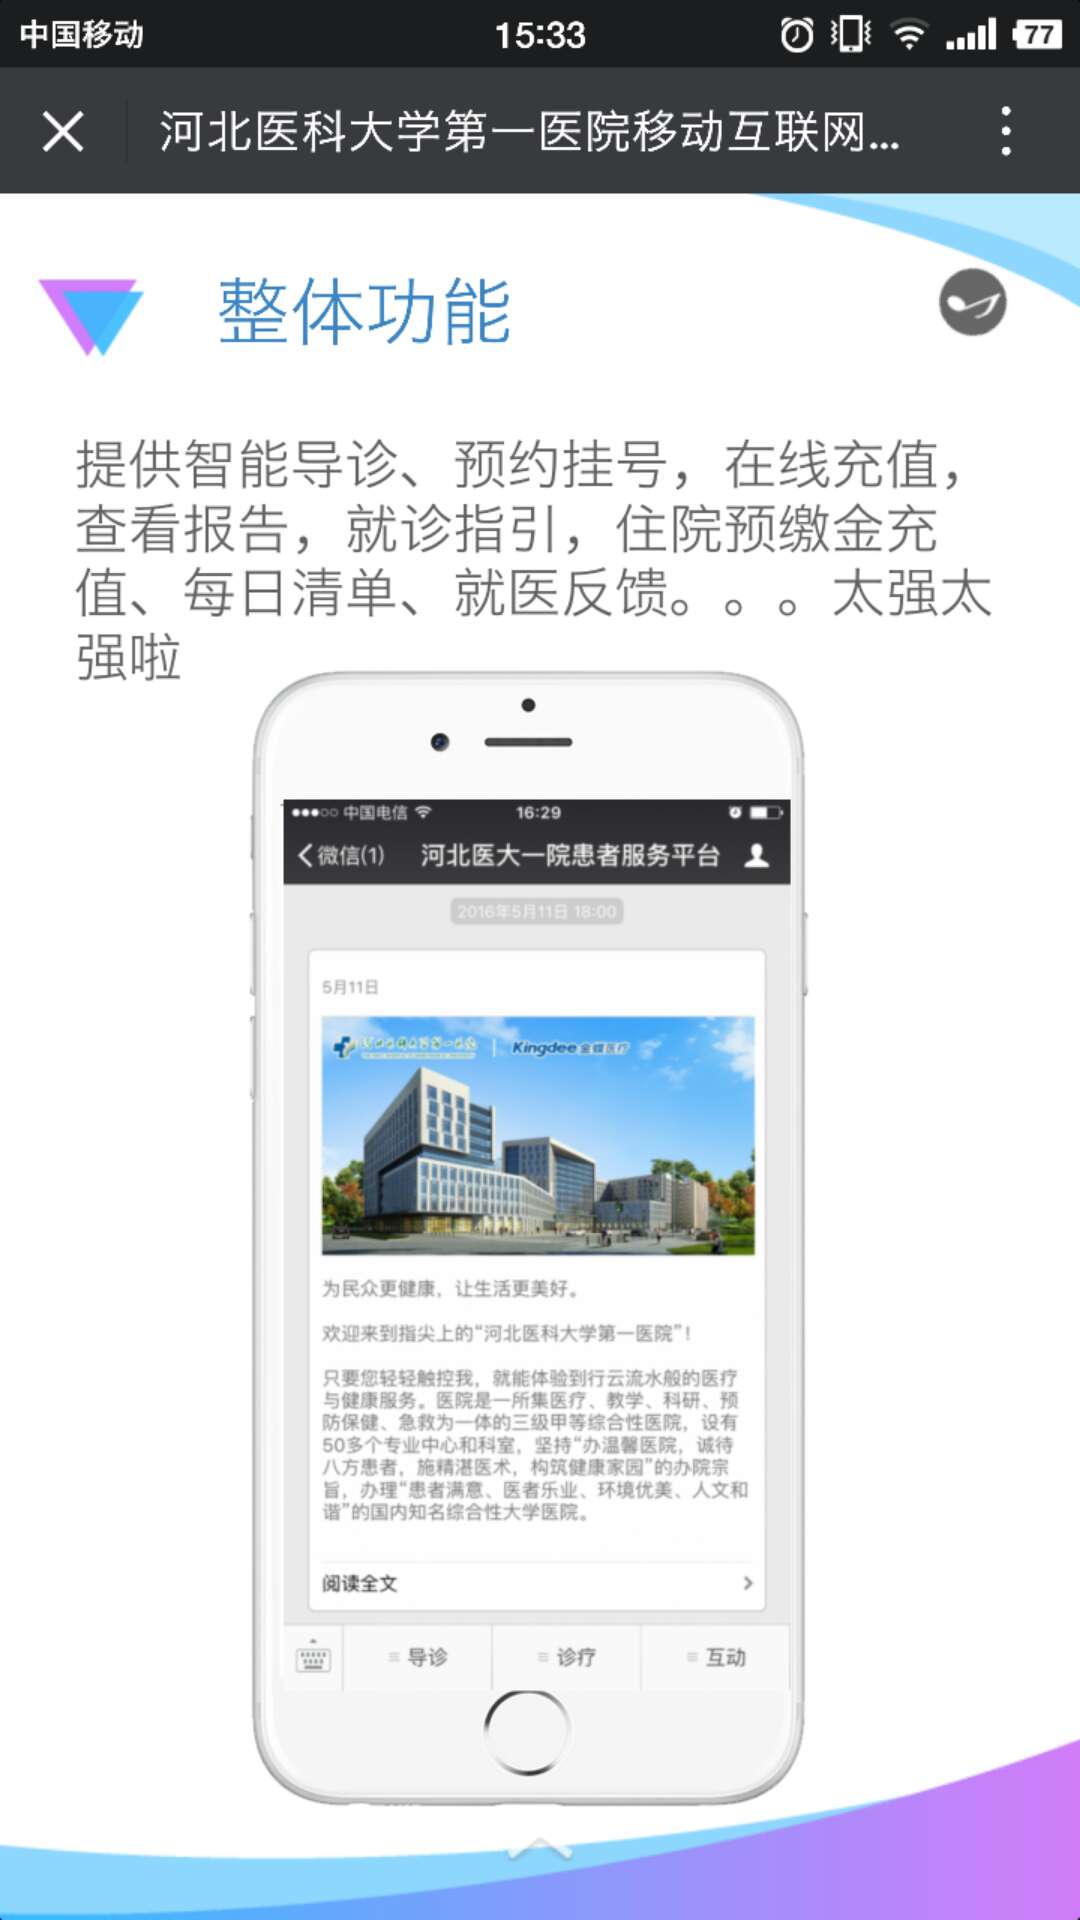 中国移动
15:33
77
河北医科大学第一医院移动互联网...
整体功能
提供智能导诊、预约挂号，在线充值，
查看报告，就诊指引，住院预缴金充
值、每日清单、就医反馈。。。太强太
强啦
中国电信
16:29
微信(1)
河北医大一院患者服务平台
2016年5月11日 18:00
5月11日
Kingdee 金蝶医疗
为民众更健康，让生活更美好。
欢迎来到指尖上的“河北医科大学第一医院”！
只要您轻轻触控我，就能体验到行云流水般的医疗
与健康服务。医院是一所集医疗、教学、科研、预
防保健、急救为一体的三级甲等综合性医院，设有
50多个专业中心和科室，坚持“办温馨医院，诚待
八方患者，施精湛医术，构筑健康家园”的办院宗
旨，办理“患者满意、医者乐业、环境优美、人文和
谐”的国内知名综合性大学医院。
阅读全文
导诊
诊疗
互动